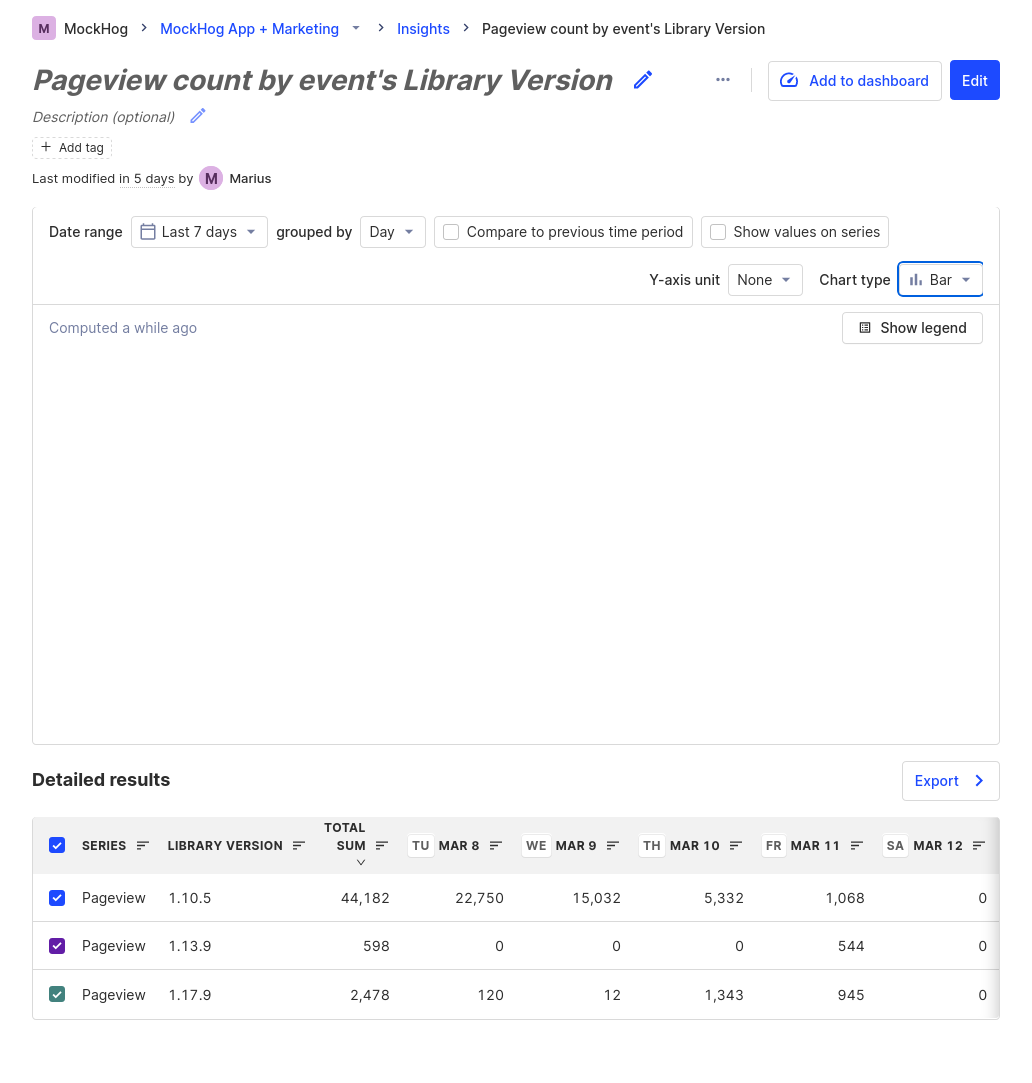 M MockHog MockHog App + Marketing Insights Pageview count by event's Library Version
Pageview count by event's Library Version
Add to dashboard
Edit
Description (optional)
Add tag
Last modified in 5 days by M Marius
Date range Last 7 days grouped by Day Compare to previous time period Show values on series
Y-axis unit None Chart type Bar
Computed a while ago Show legend
Detailed results Export
SERIES LIBRARY VERSION TOTAL SUM TU MAR 8 WE MAR 9 TH MAR 10 FR MAR 11 SA MAR 12
Pageview 1.10.5 44,182 22,750 15,032 5,332 1,068 0
Pageview 1.13.9 598 0 0 0 544 0
Pageview 1.17.9 2,478 120 12 1,343 945 0